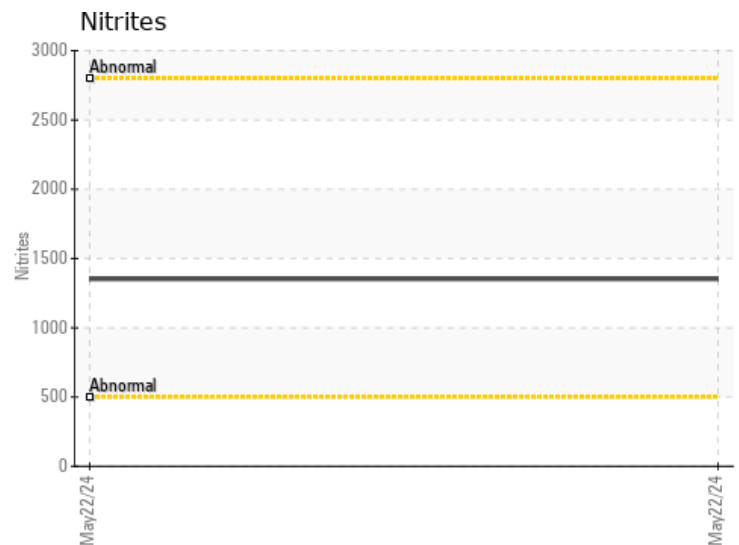 Nitrites
3000
Abnormal
2500
2000
Nitrites
1500
1000
Abnormal
500
0
May22/24
May22/24